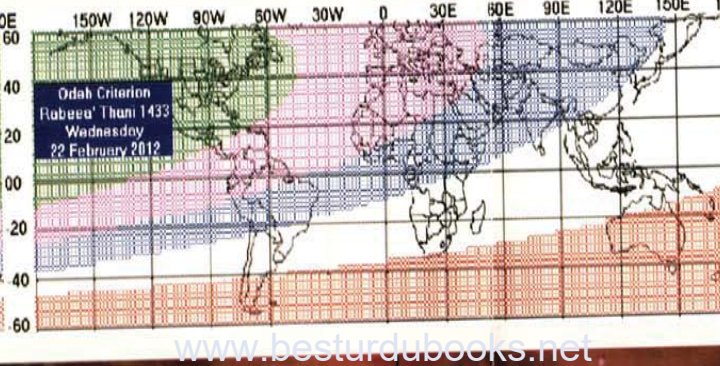 0E 150W 120W 90W 60W 30W 0 30E 60E 90E 120E 150E
60
40
20
00
-20
-40
-60
Odeh Criterion
Rabeea' Thani 1433
Wednesday
22 February 2012
www.besturdubooks.net